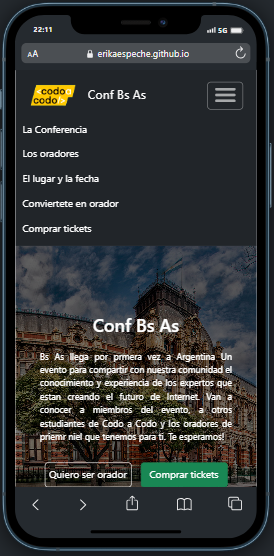 22:11
5G
AA
erikaespeche.github.io
<codo a
codo/>
Conf Bs As
La Conferencia
Los oradores
El lugar y la fecha
Conviertete en orador
Comprar tickets
Conf Bs As
Bs As llega por prmera vez a Argentina Un
evento para compartir con nuestra comunidad el
conocimiento y experiencia de los expertos que
estan creando el futuro de Internet. Van a
conocer a miembros del evento, a otros
estudiantes de Codo a Codo y los oradores de
priemr niel que tenemos para ti. Te esperamos!
Quiero ser orador
Comprar tickets